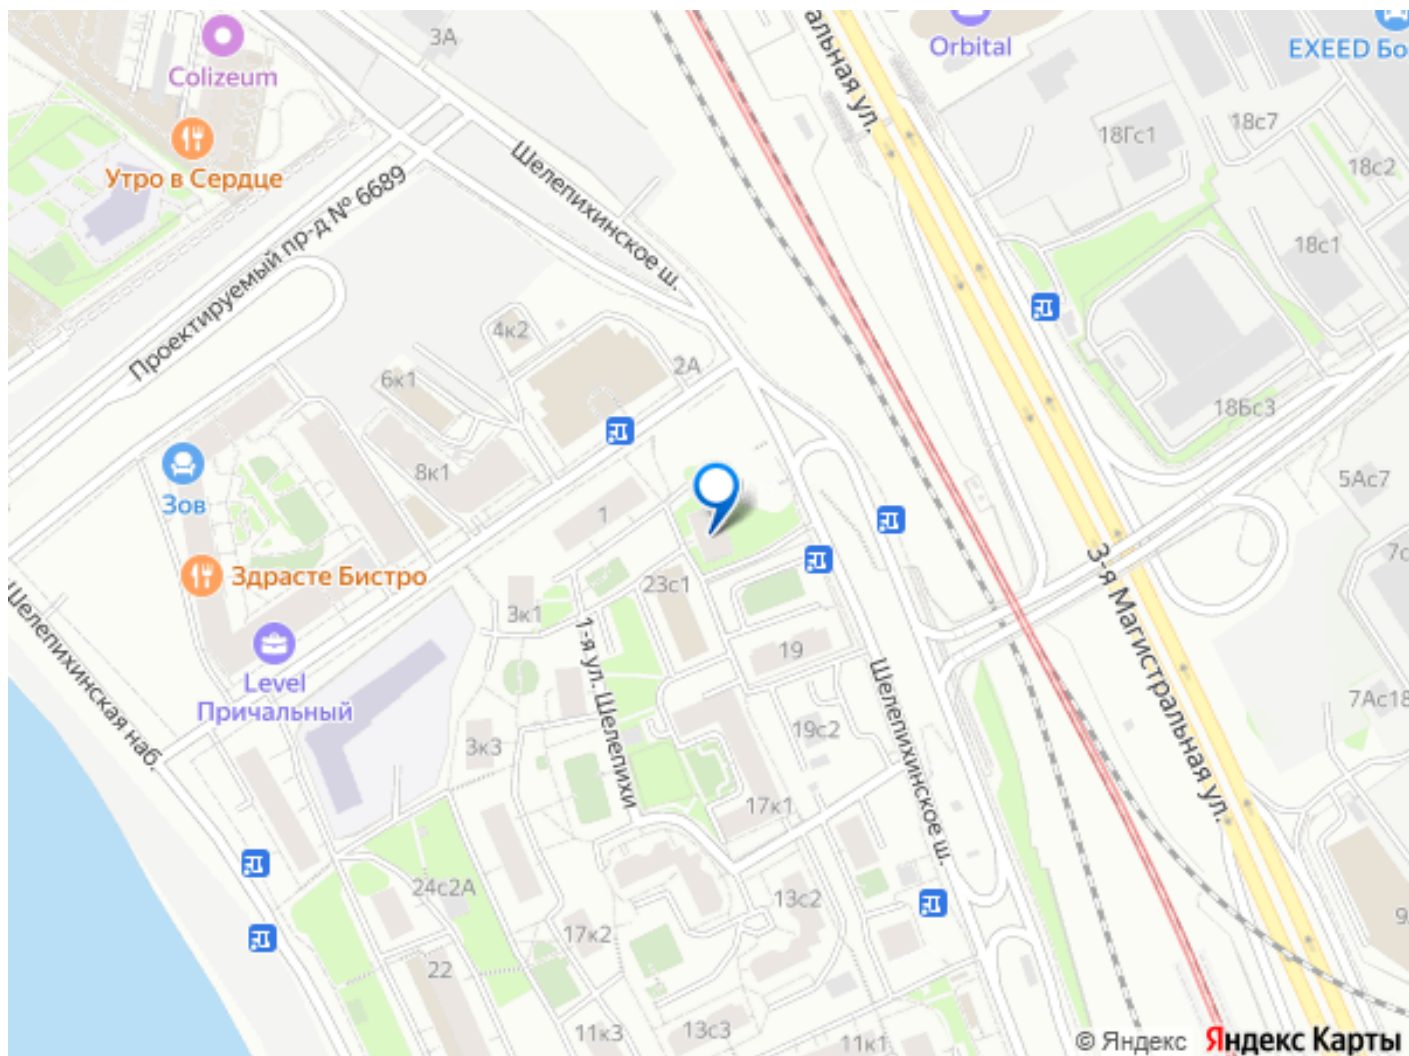 3А
Colizeum
альная ул.
Orbital
EXEED Бо
18Гс1
18с7
18с2
Утро в Сердце
Шелепихинское ш.
Проектируемый пр-д № 6689
18с1
4к2
6к1
2А
18Бс3
8к1
Зов
1
5Ас7
3-я Магистральная ул.
7с
Здрасте Бистро
23с1
3к1
1-я ул. Шелепихи
Шелепихинская наб.
19
Level
Причальный
Шелепихинское ш.
7Ас18
19с2
3к3
17к1
24с2А
13с2
17к2
22
9
11к3
13с3
11к1
© Яндекс Яндекс Карты